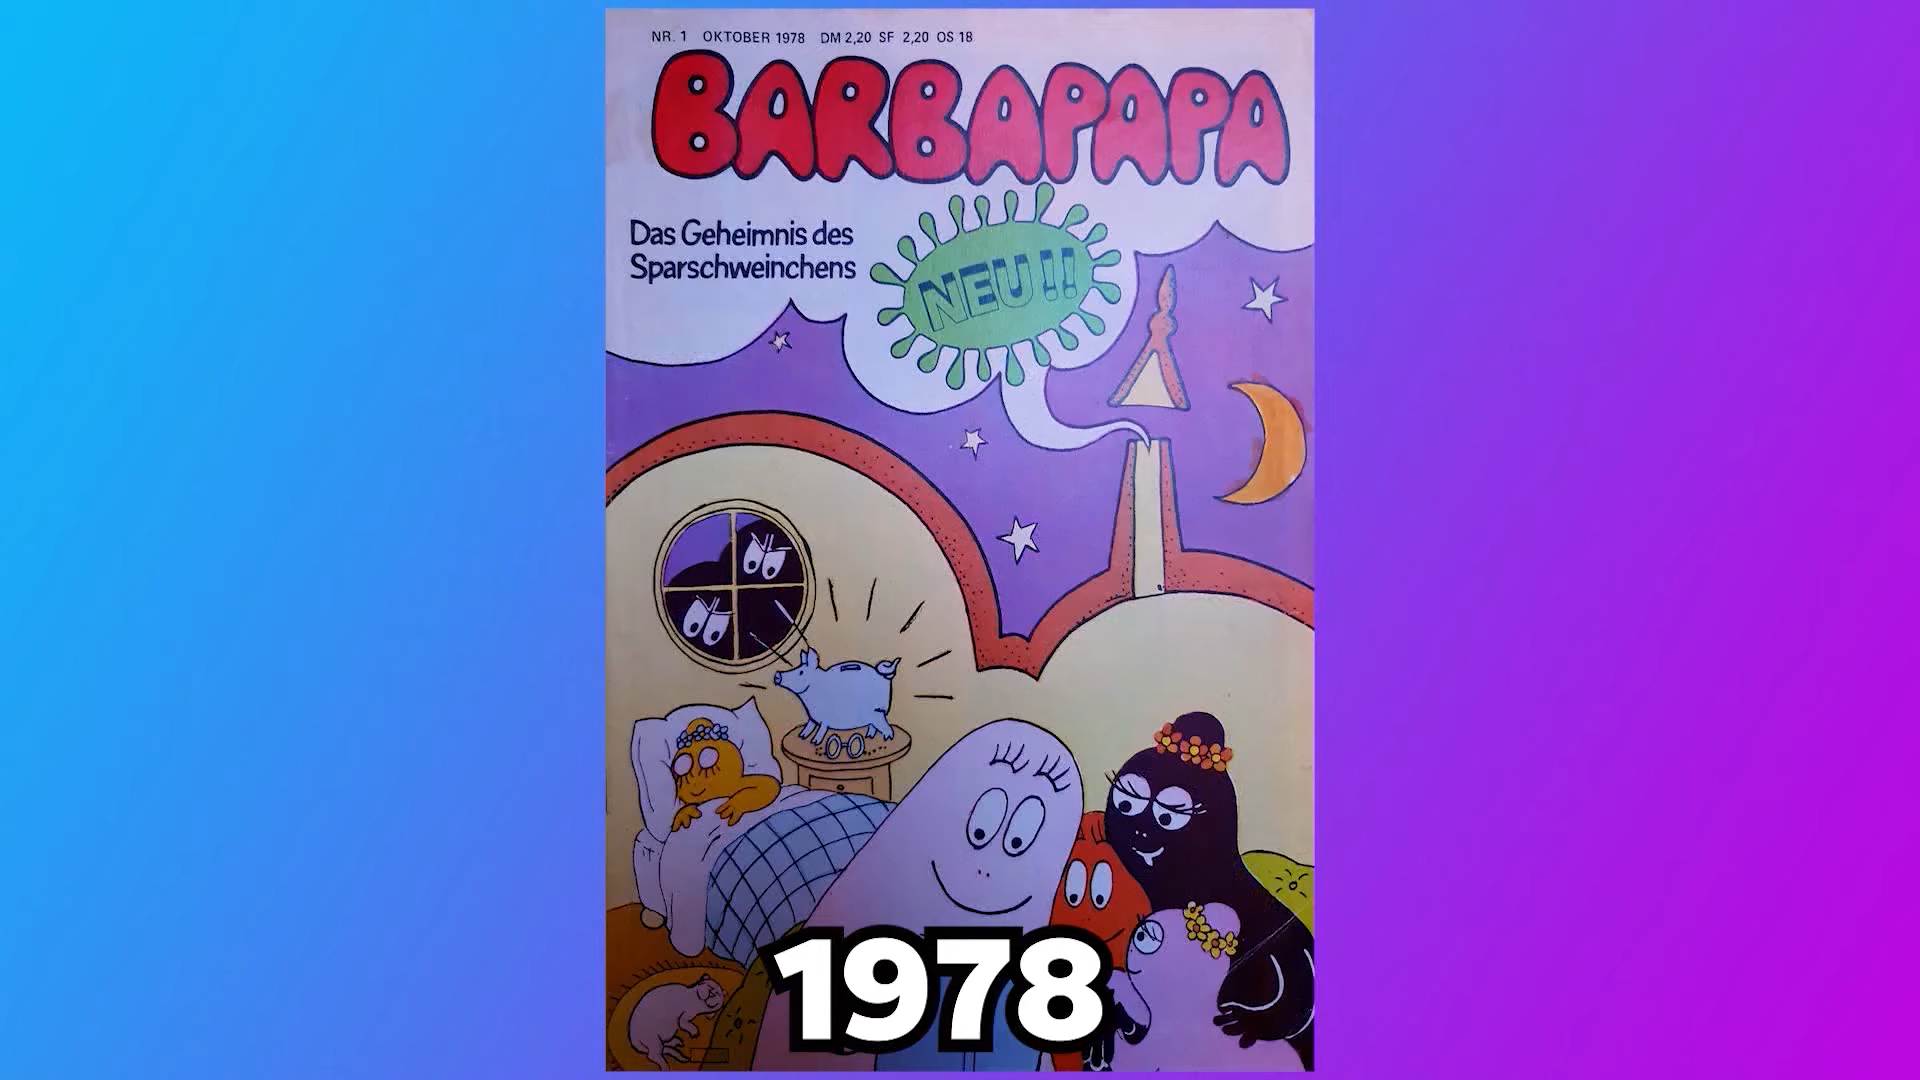 NR. 1 OKTOBER 1978 DM 2,20 SF 2,20 OS 18
BARBAPAPA
Das Geheimnis des
Sparschweinchens
NEU!!
1978